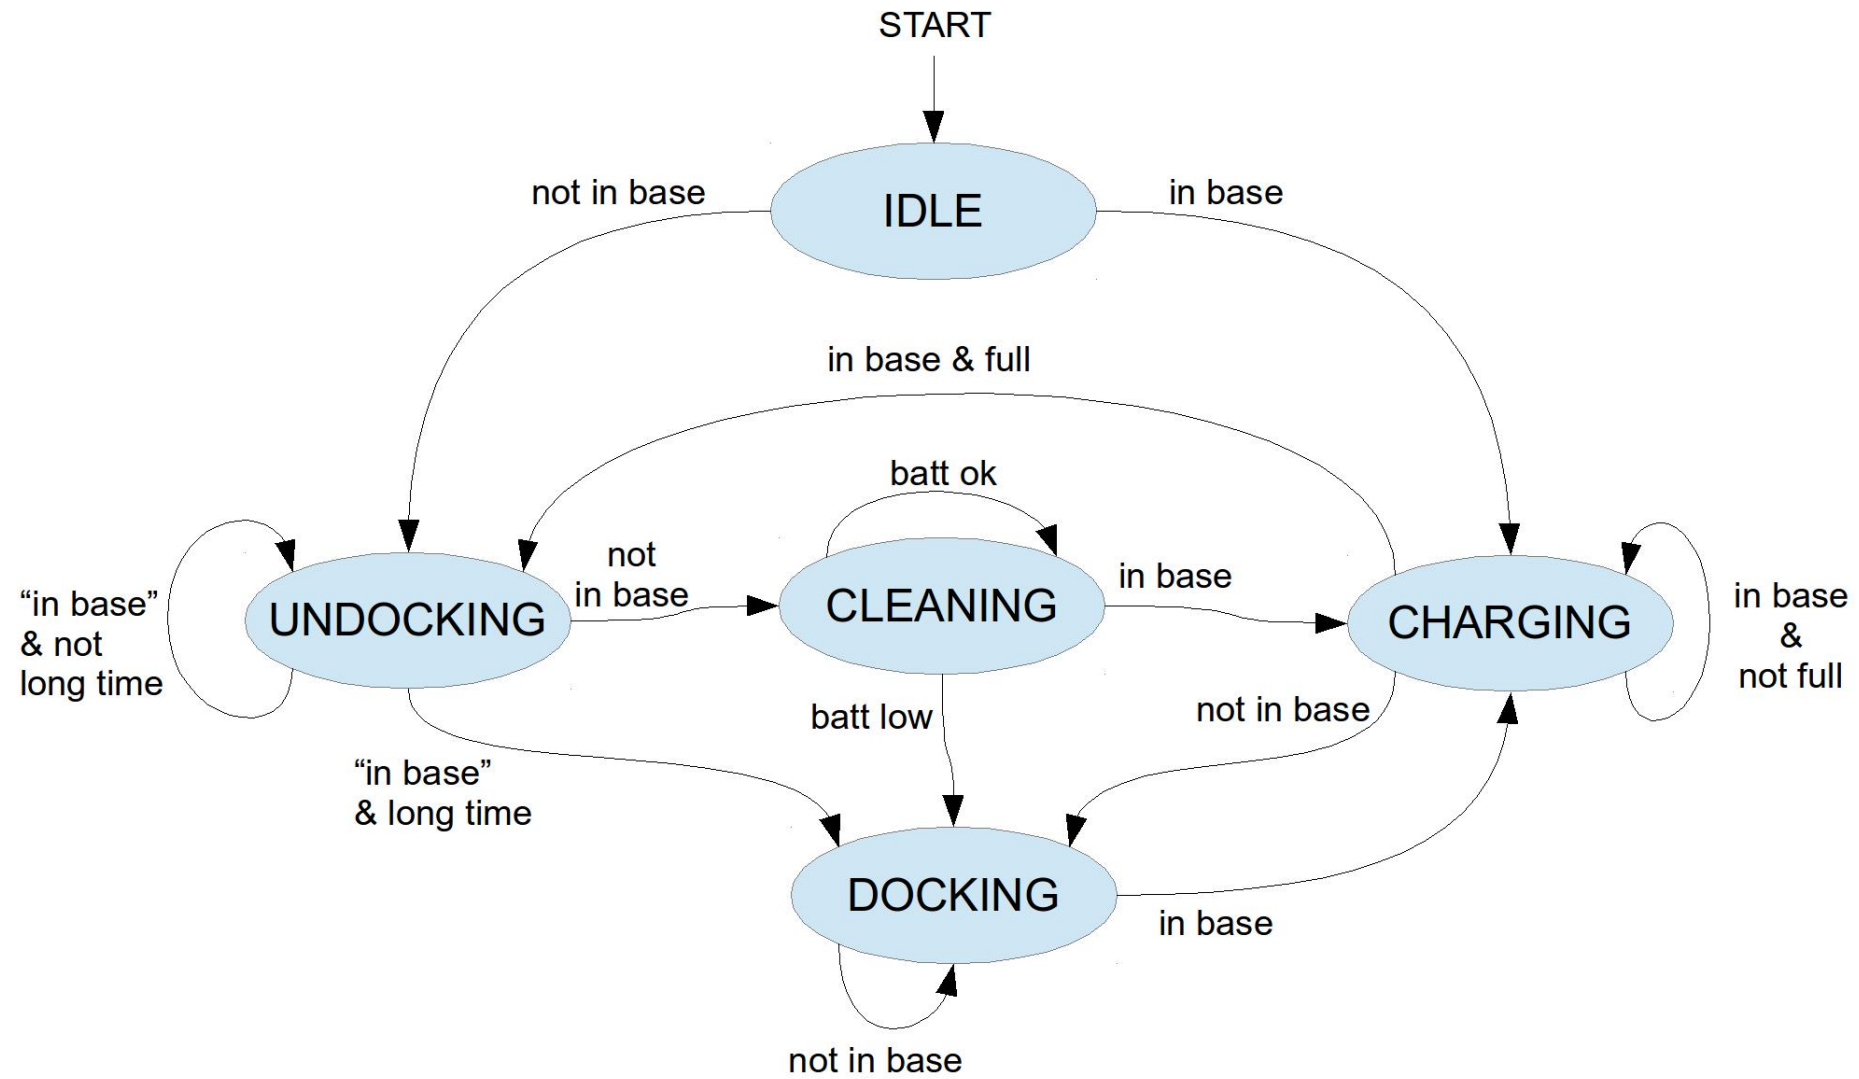 START
not in base
IDLE
in base
in base & full
batt ok
“in base”
& not
long time
UNDOCKING
not
in base
CLEANING
in base
CHARGING
in base
&
not full
“in base”
& long time
batt low
not in base
DOCKING
in base
not in base